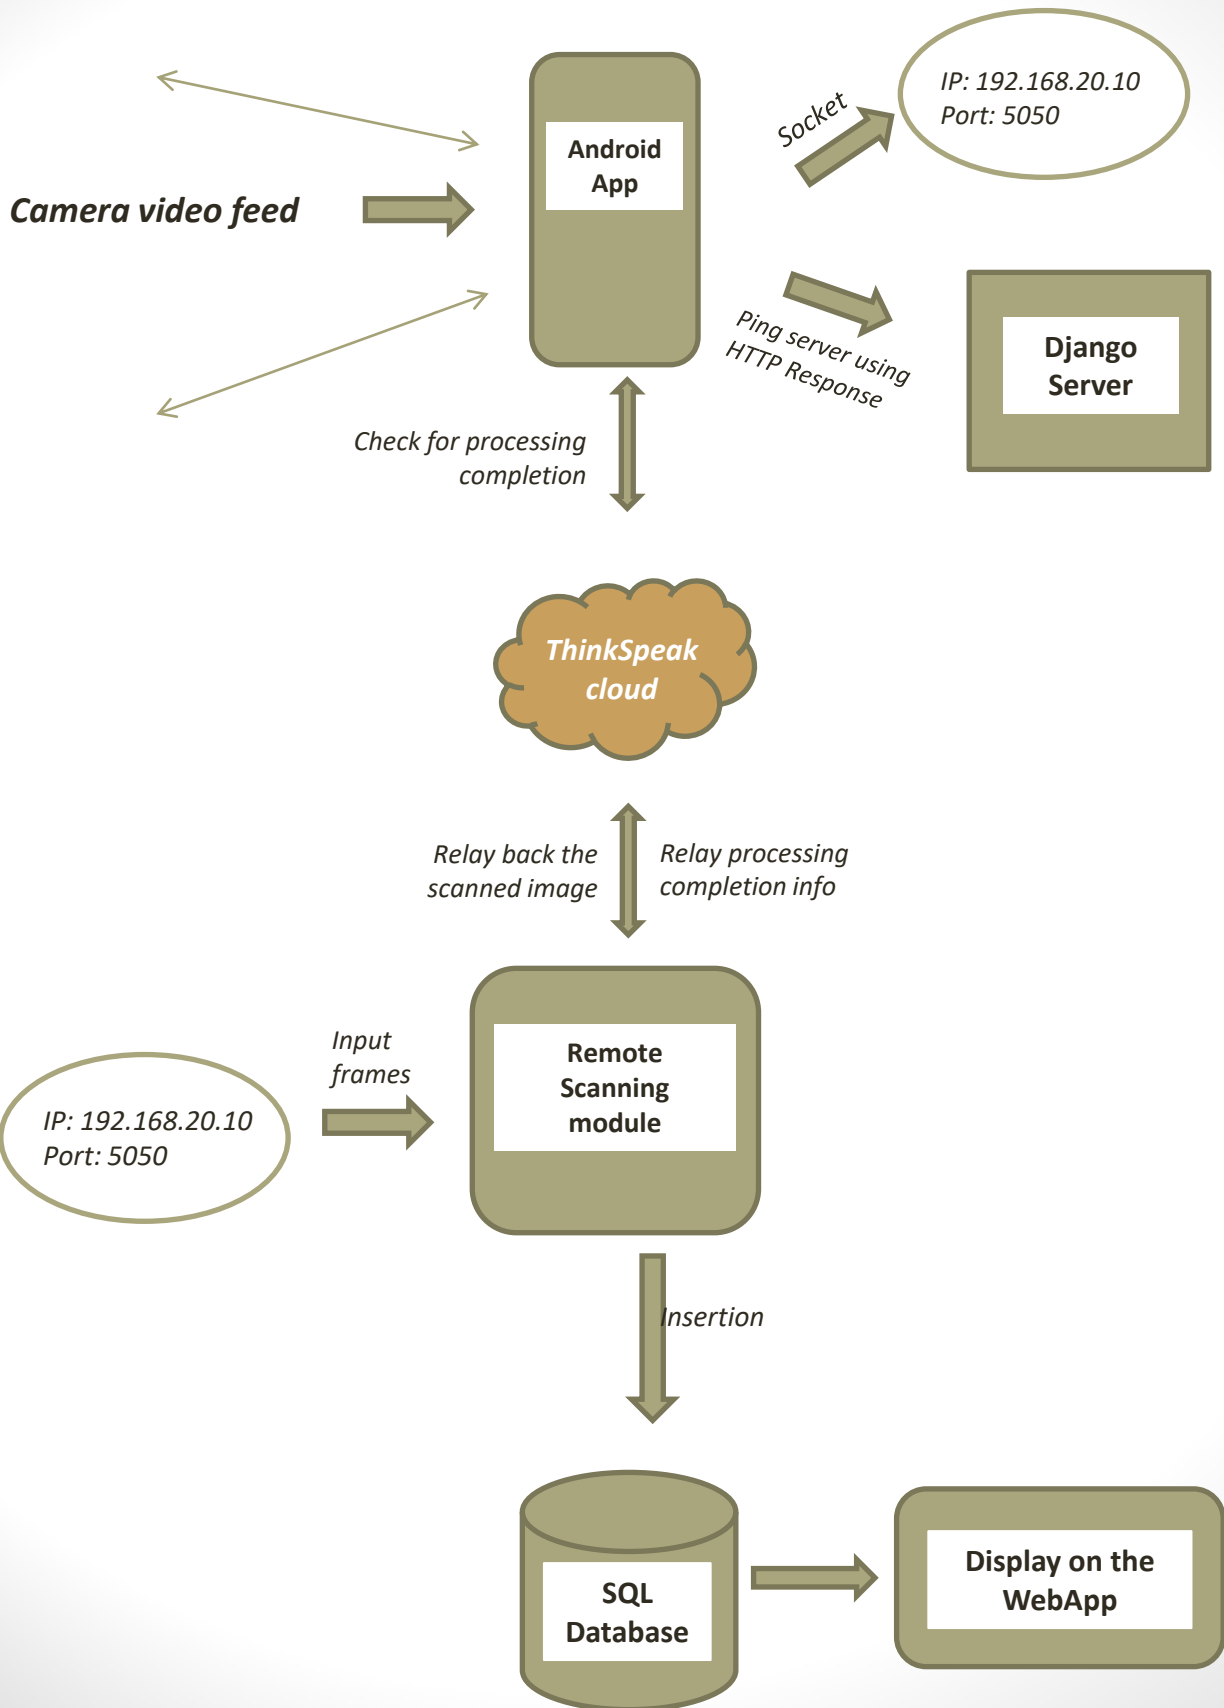 IP: 192.168.20.10
Port: 5050
Socket
Android
App
Camera video feed
Ping server using
HTTP Response
Django
Server
Check for processing
completion
ThinkSpeak
cloud
Relay back the
scanned image
Relay processing
completion info
Input
frames
Remote
Scanning
module
IP: 192.168.20.10
Port: 5050
Insertion
SQL
Database
Display on the
WebApp